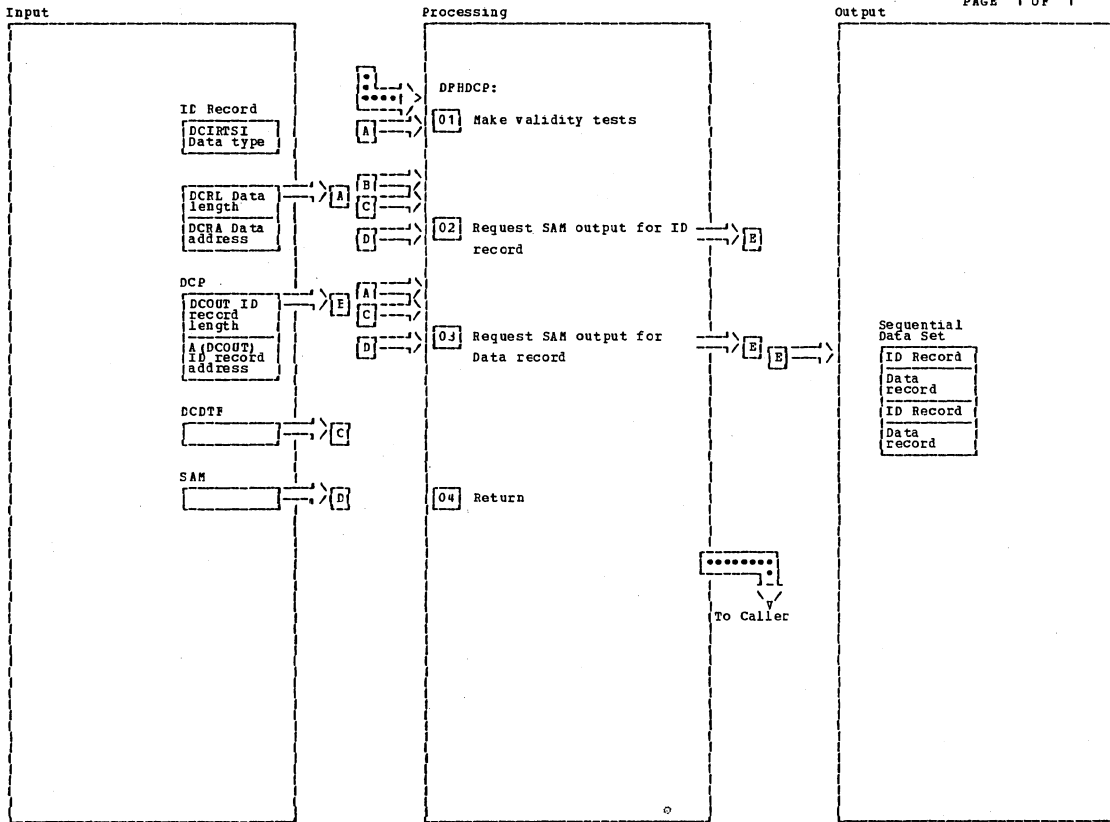 PAGE 1 OF 1
Input
Processing
Output
DPHDCP:
ID Record
DCIRTSI
Data type
A
01 Make validity tests
DCRL Data
length
DCRA Data
address
A
B
C
D
02 Request SAM output for ID
record
E
DCP
DCOUT ID
record
length
A(DCOUT)
ID record
address
E
A
C
D
03 Request SAM output for
Data record
E
E
Sequential
Data Set
ID Record
Data
record
ID Record
Data
record
DCDTF
C
SAM
D
04 Return
To Caller